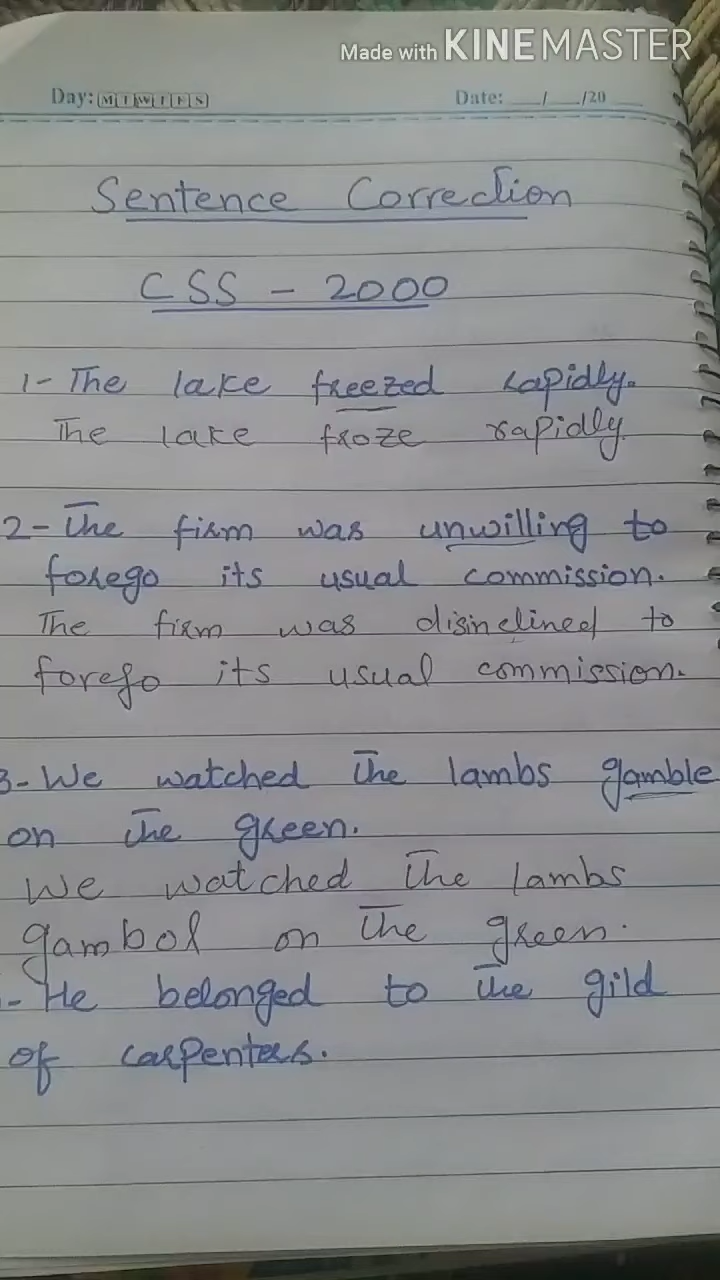 Made with KINEMASTER
Day: M T W T F S
Date: __/__/20__
Sentence Correction
CSS - 2000
1- The lake freezed rapidly.
The lake froze rapidly
2- The firm was unwilling to
forego its usual commission.
The firm was disinclined to
forego its usual commission.
3- We watched the lambs gamble
on the green.
We watched the lambs
gambol on the green.
- He belonged to the gild
of carpenters.